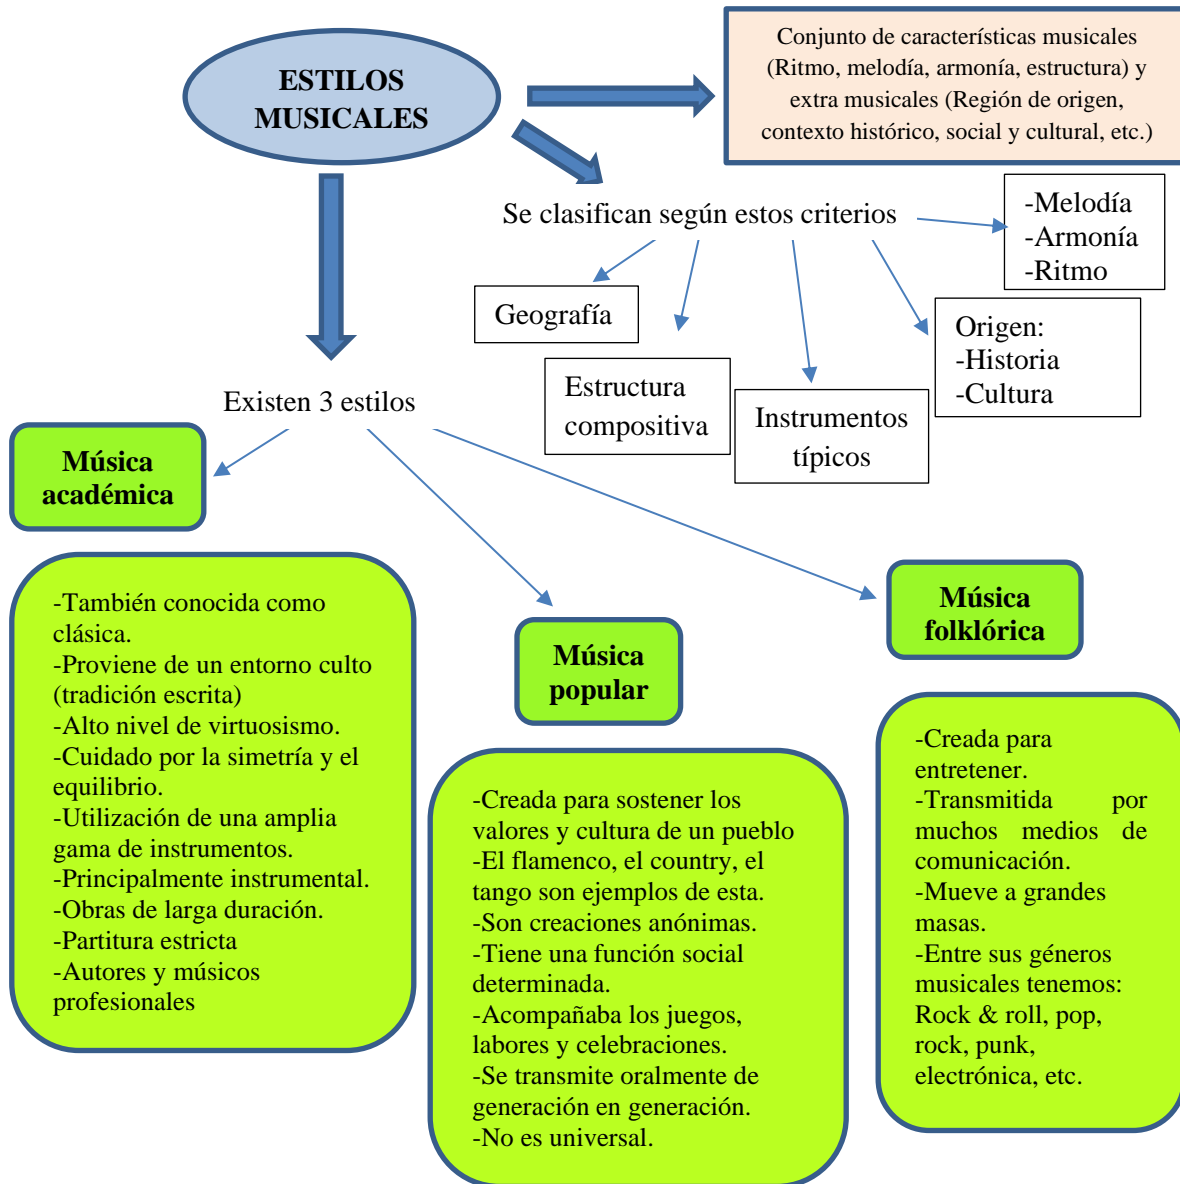 ESTILOS
MUSICALES
Conjunto de características musicales
(Ritmo, melodía, armonía, estructura) y
extra musicales (Región de origen,
contexto histórico, social y cultural, etc.)
Se clasifican según estos criterios
-Melodía
-Armonía
-Ritmo
Geografía
Origen:
-Historia
-Cultura
Estructura
compositiva
Instrumentos
típicos
Existen 3 estilos
Música
académica
-También conocida como
clásica.
-Proviene de un entorno culto
(tradición escrita)
-Alto nivel de virtuosismo.
-Cuidado por la simetría y el
equilibrio.
-Utilización de una amplia
gama de instrumentos.
-Principalmente instrumental.
-Obras de larga duración.
-Partitura estricta
-Autores y músicos
profesionales
Música
popular
-Creada para sostener los
valores y cultura de un pueblo
-El flamenco, el country, el
tango son ejemplos de esta.
-Son creaciones anónimas.
-Tiene una función social
determinada.
-Acompañaba los juegos,
labores y celebraciones.
-Se transmite oralmente de
generación en generación.
-No es universal.
Música
folklórica
-Creada para
entretener.
-Transmitida por
muchos medios de
comunicación.
-Mueve a grandes
masas.
-Entre sus géneros
musicales tenemos:
Rock & roll, pop,
rock, punk,
electrónica, etc.